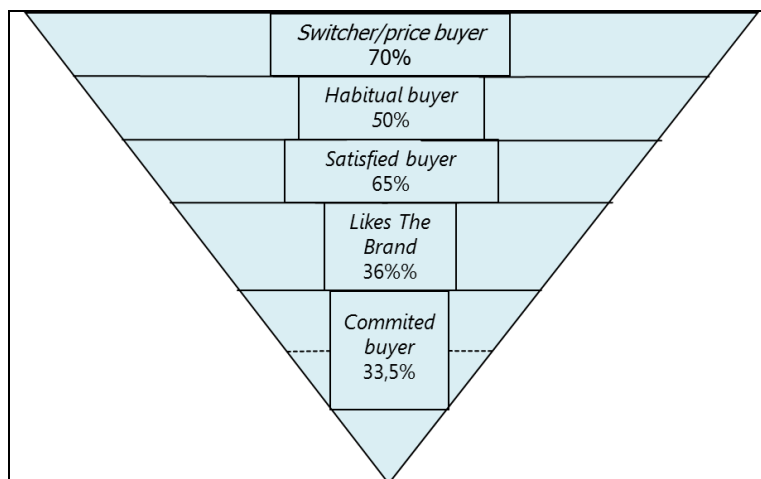 Switcher/price buyer
70%
Habitual buyer
50%
Satisfied buyer
65%
Likes The
Brand
36%%
Commited
buyer
33,5%